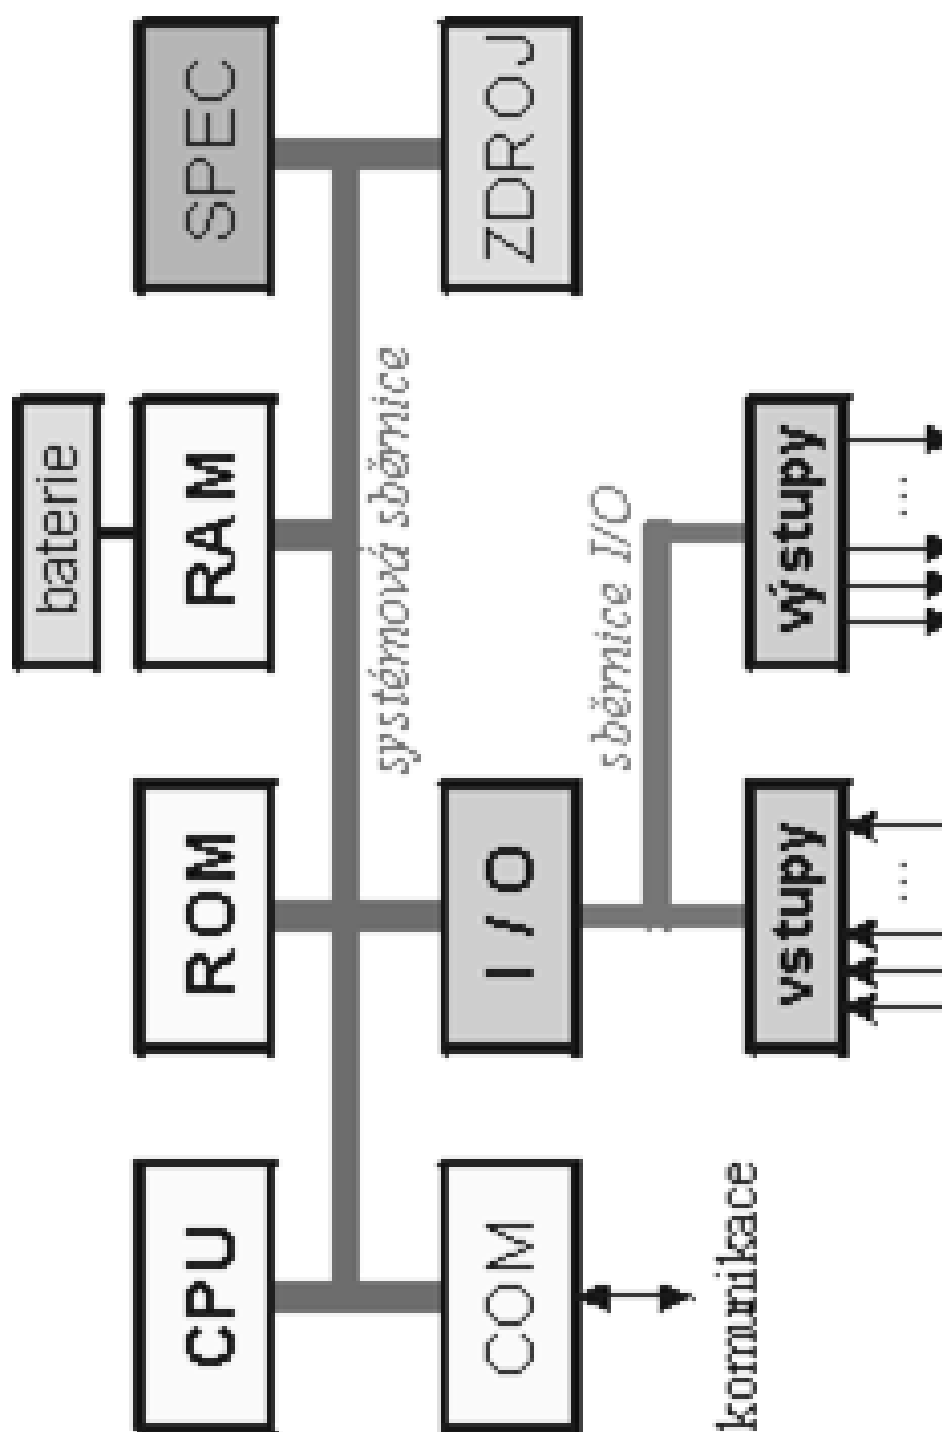 baterie
CPU
ROM
RAM
SPEC
systémová sběrnice
COM
I / O
ZDROJ
sběrnice I/O
komunikace
vstupy
...
výstupy
...